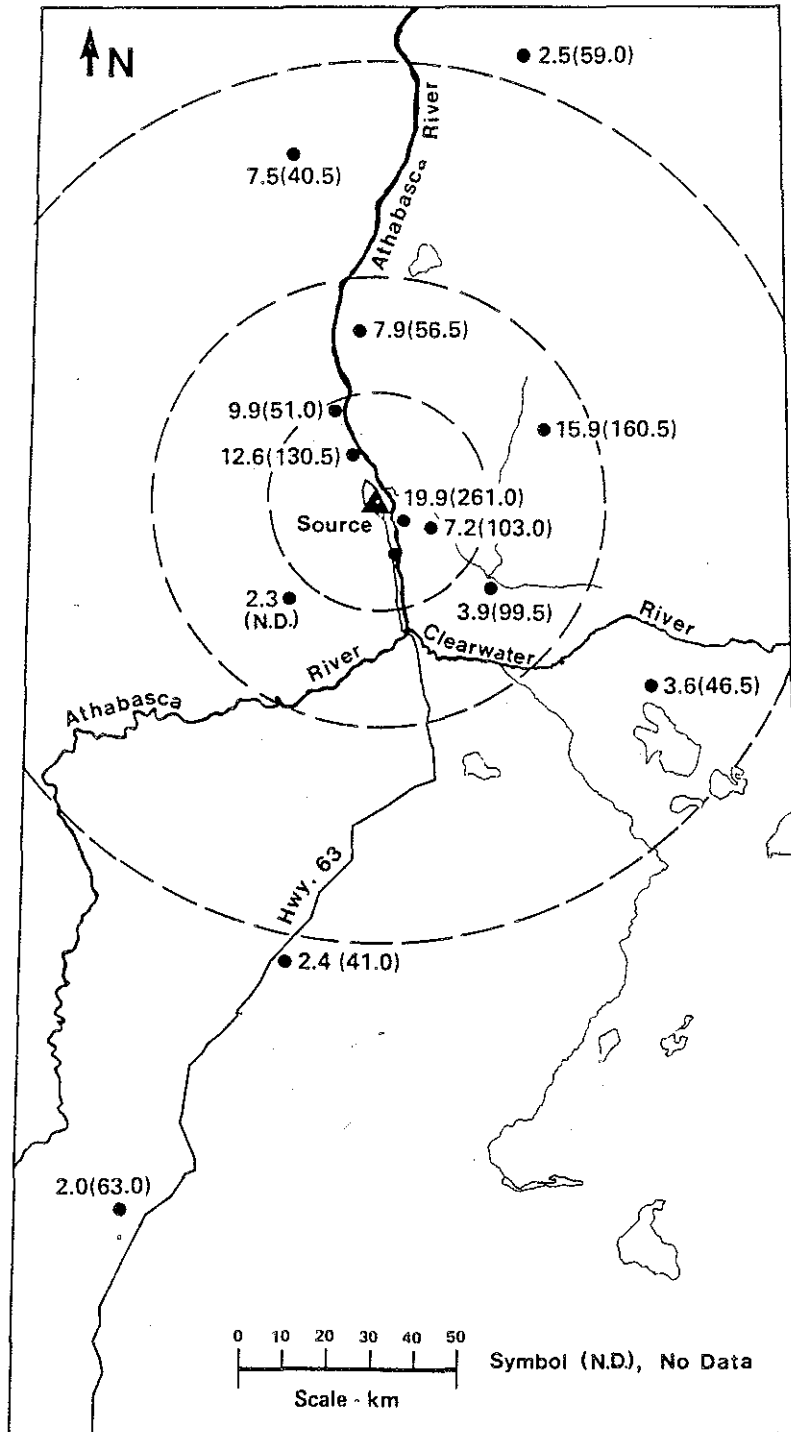 N
2.5(59.0)
7.5(40.5)
Athabasca River
7.9(56.5)
9.9(51.0)
15.9(160.5)
12.6(130.5)
19.9(261.0)
Source
7.2(103.0)
2.3
(N.D.)
3.9(99.5)
Athabasca River
Clearwater River
3.6(46.5)
Hwy. 63
2.4 (41.0)
2.0(63.0)
0 10 20 30 40 50
Scale - km
Symbol (N.D.), No Data